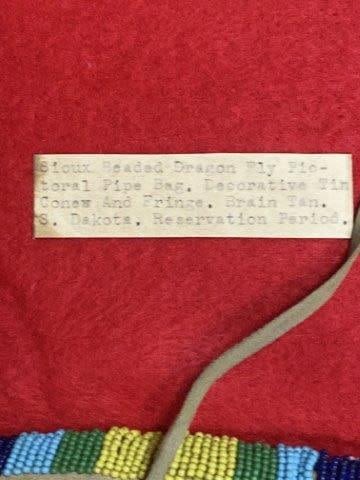 Sioux Beaded Dragon Fly Pic-
toral Pipe Bag. Decorative Tin
Cones And Fringe. Brain Tan.
S. Dakota. Reservation Period.